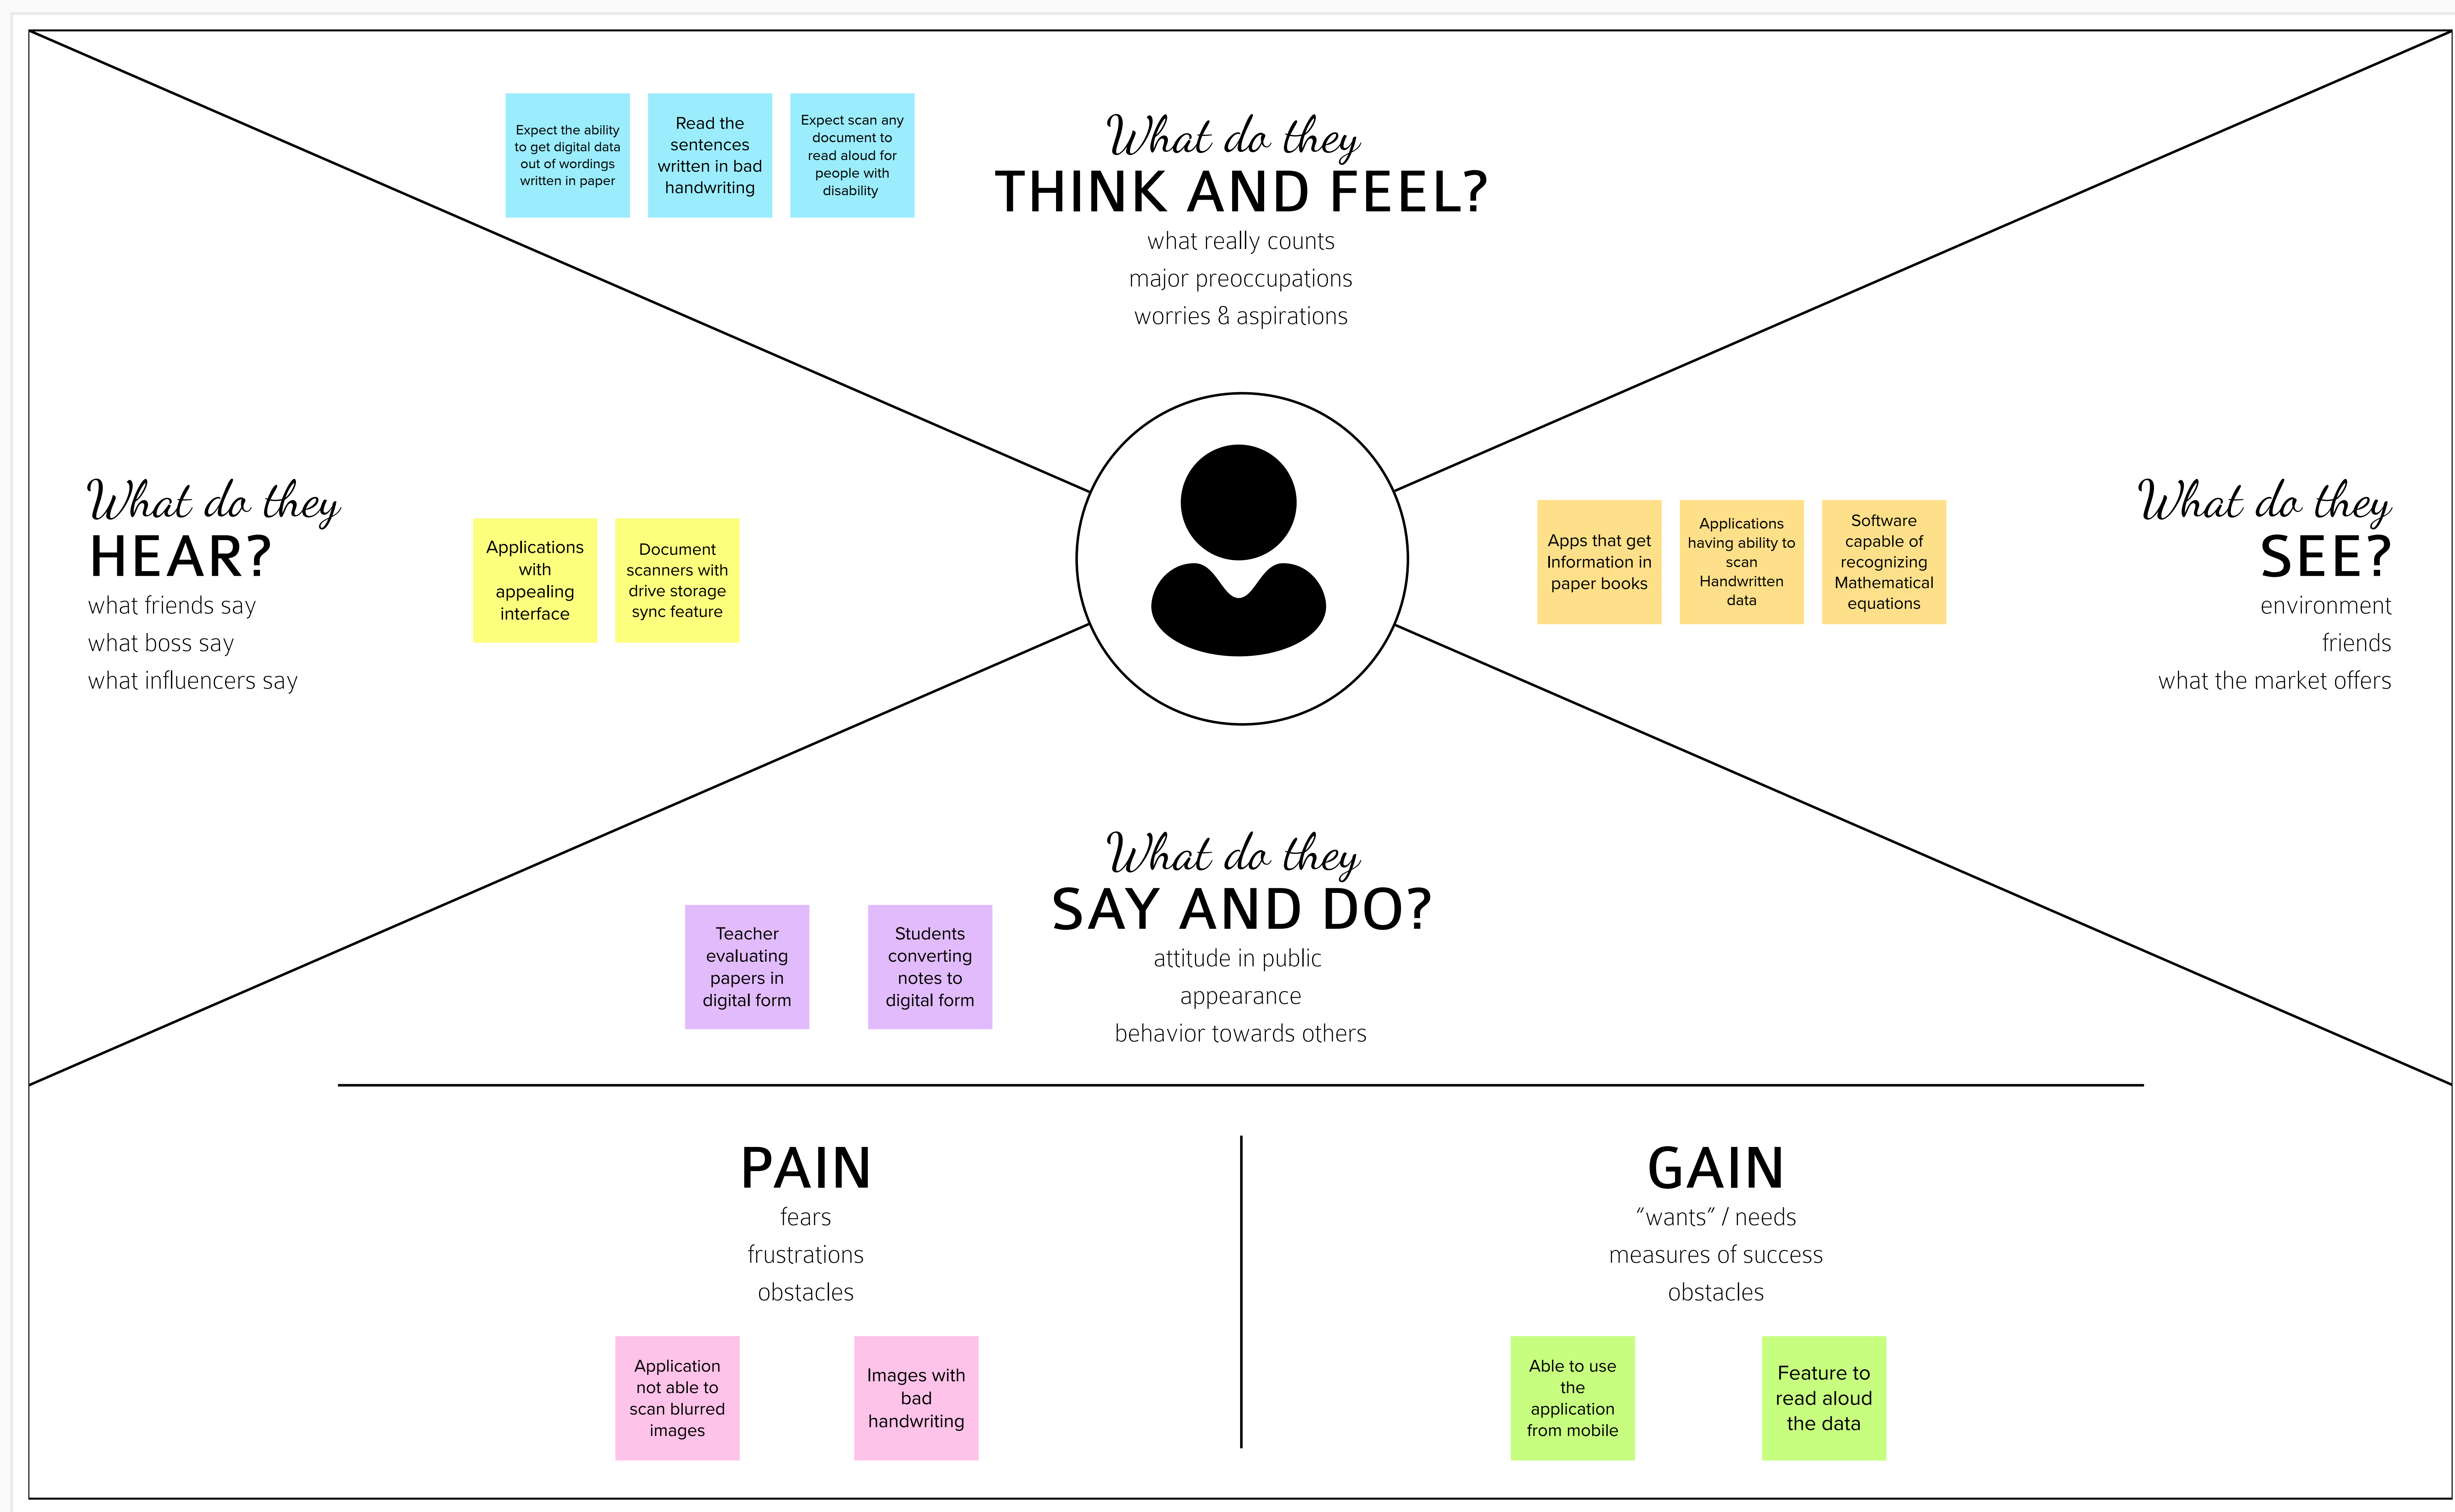 Expect the ability
to get digital data
out of wordings
written in paper
Read the
sentences
written in bad
handwriting
Expect scan any
document to
read aloud for
people with
disability
What do they
THINK AND FEEL?
what really counts
major preoccupations
worries & aspirations
What do they
HEAR?
what friends say
what boss say
what influencers say
Applications
with
appealing
interface
Document
scanners with
drive storage
sync feature
Apps that get
Information in
paper books
Applications
having ability to
scan
Handwritten
data
Software
capable of
recognizing
Mathematical
equations
What do they
SEE?
environment
friends
what the market offers
What do they
SAY AND DO?
attitude in public
appearance
behavior towards others
Teacher
evaluating
papers in
digital form
Students
converting
notes to
digital form
PAIN
fears
frustrations
obstacles
Application
not able to
scan blurred
images
Images with
bad
handwriting
GAIN
“wants” / needs
measures of success
obstacles
Able to use
the
application
from mobile
Feature to
read aloud
the data